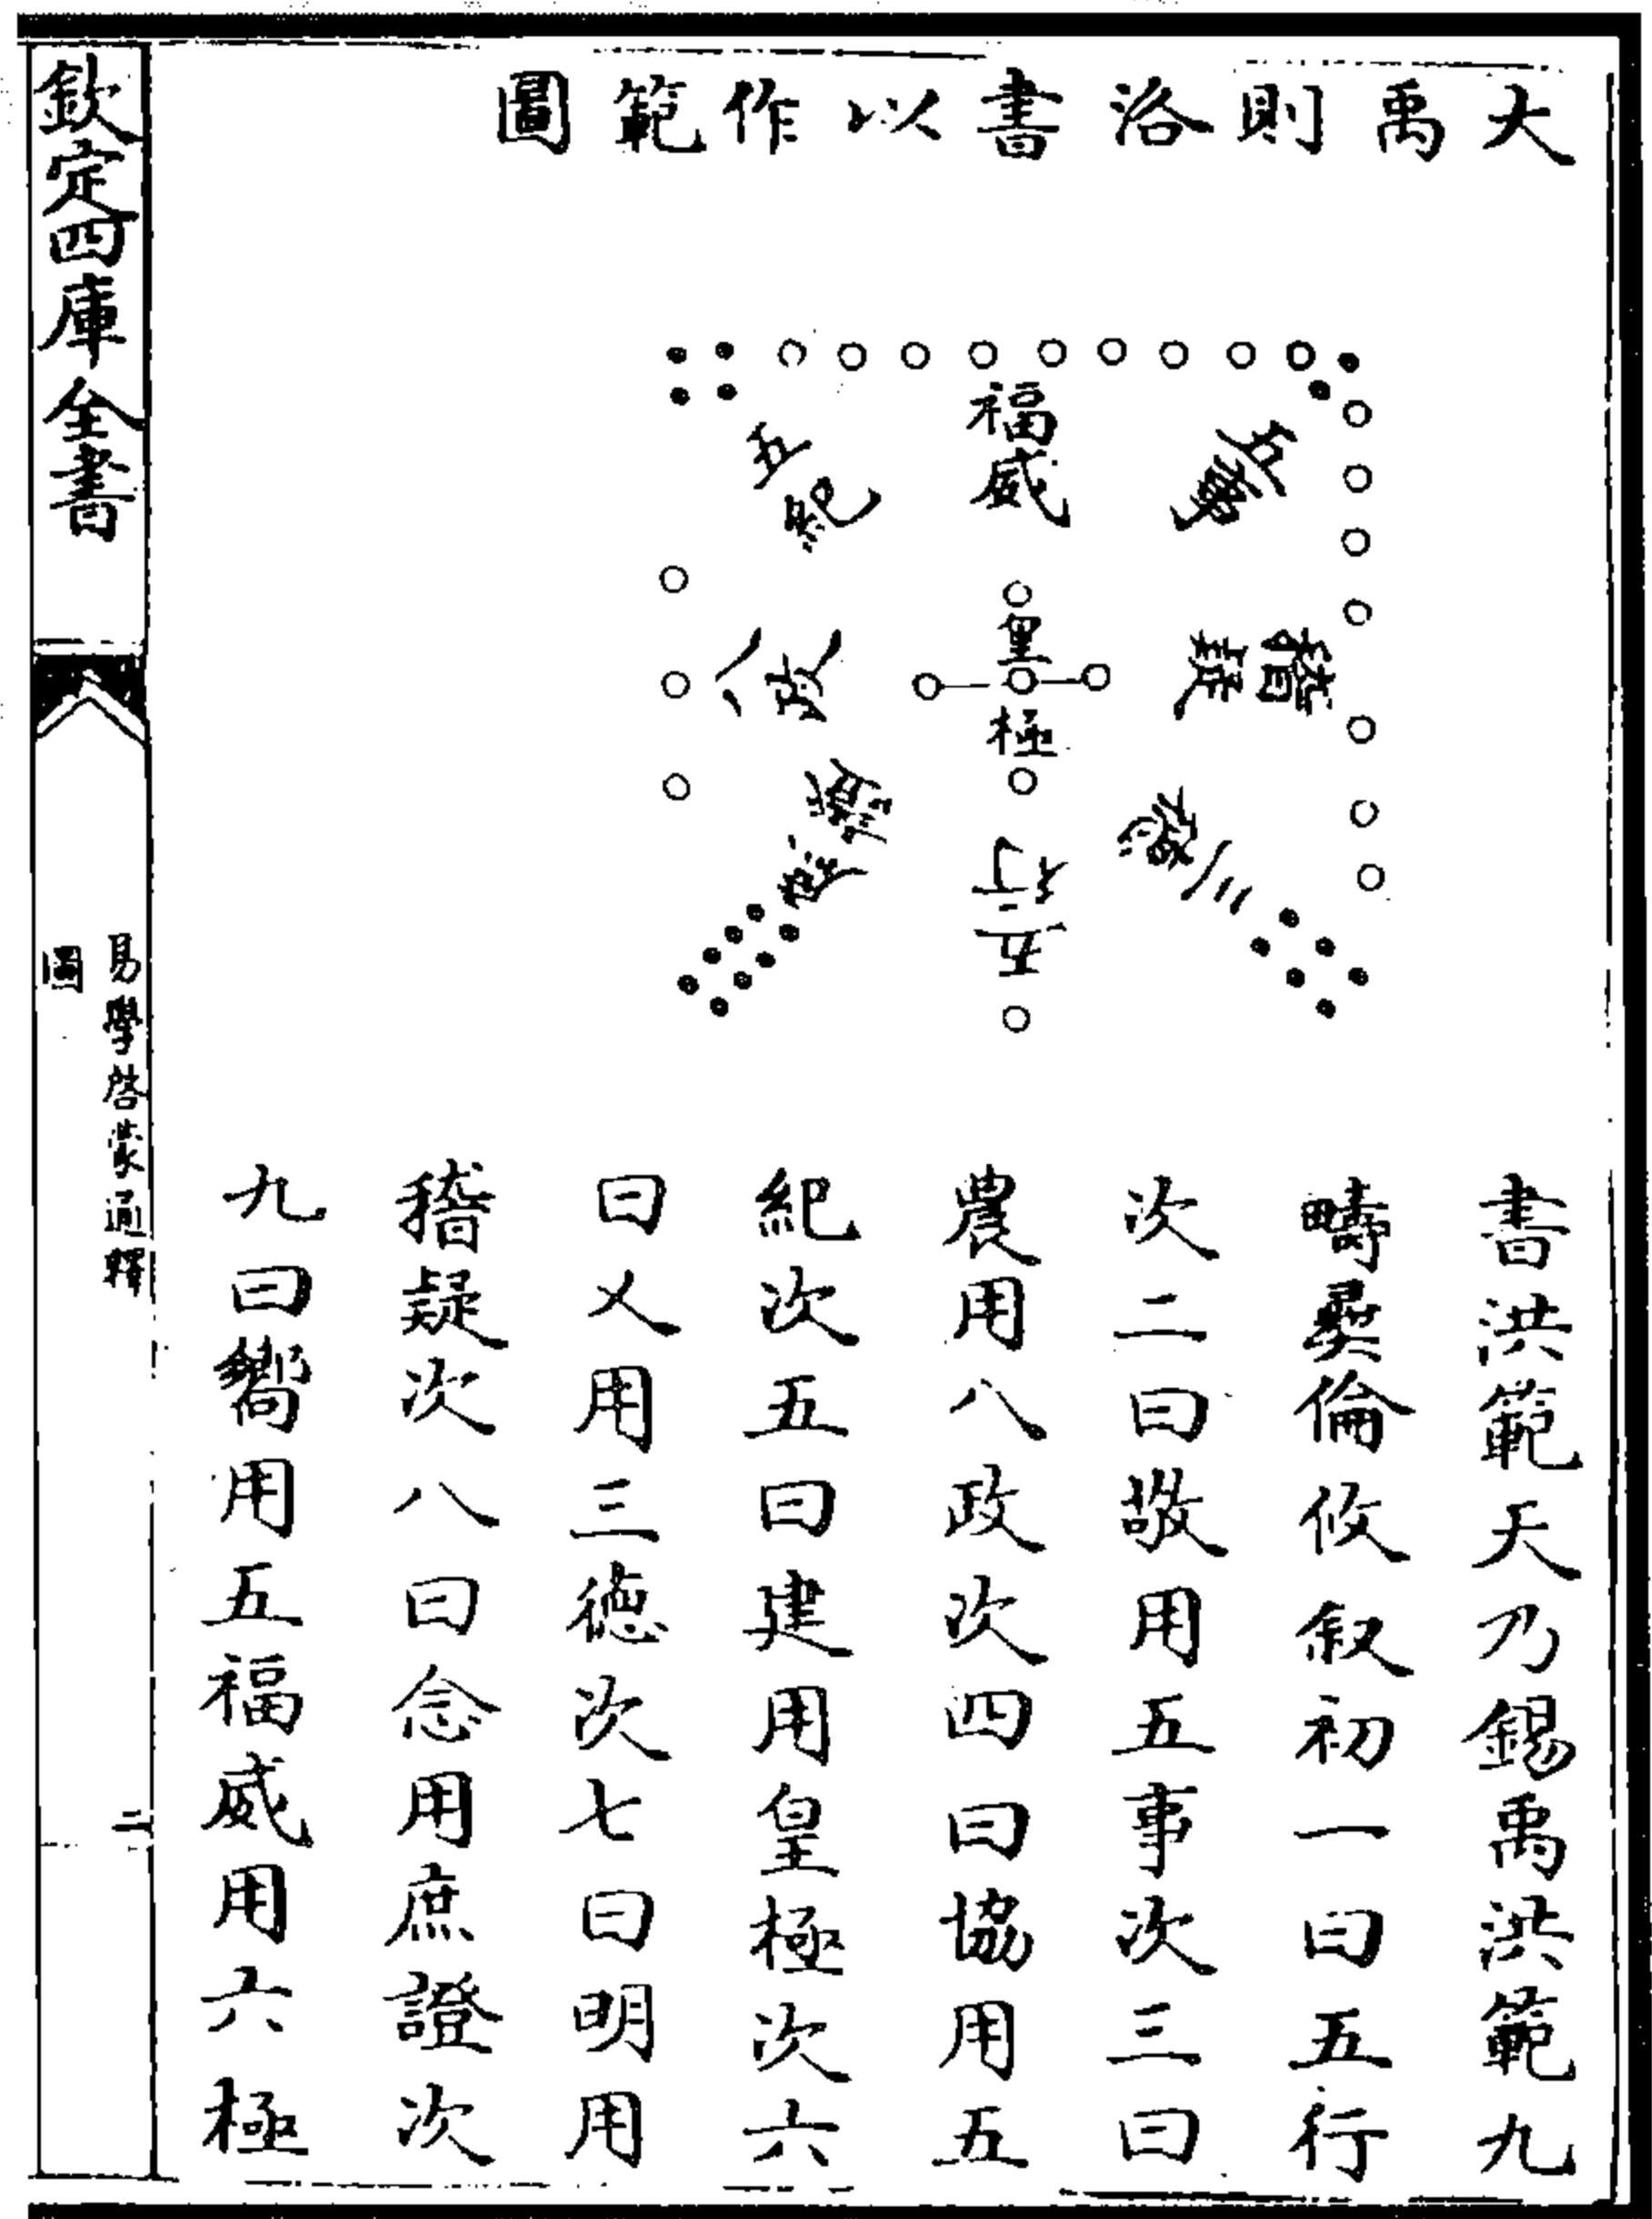 大禹則洛書以作範圖
五事
福威
五紀
稽疑
皇極
八政
三德
五行
庶證
書洪範天乃錫禹洪範九
疇彞倫攸叙初一曰五行
次二曰敬用五事次三曰
農用八政次四曰協用五
紀次五曰建用皇極次六
曰乂用三德次七曰明用
稽疑次八曰念用庶證次
九曰嚮用五福威用六極
欽定四庫全書
易學啓蒙通釋
圖
二